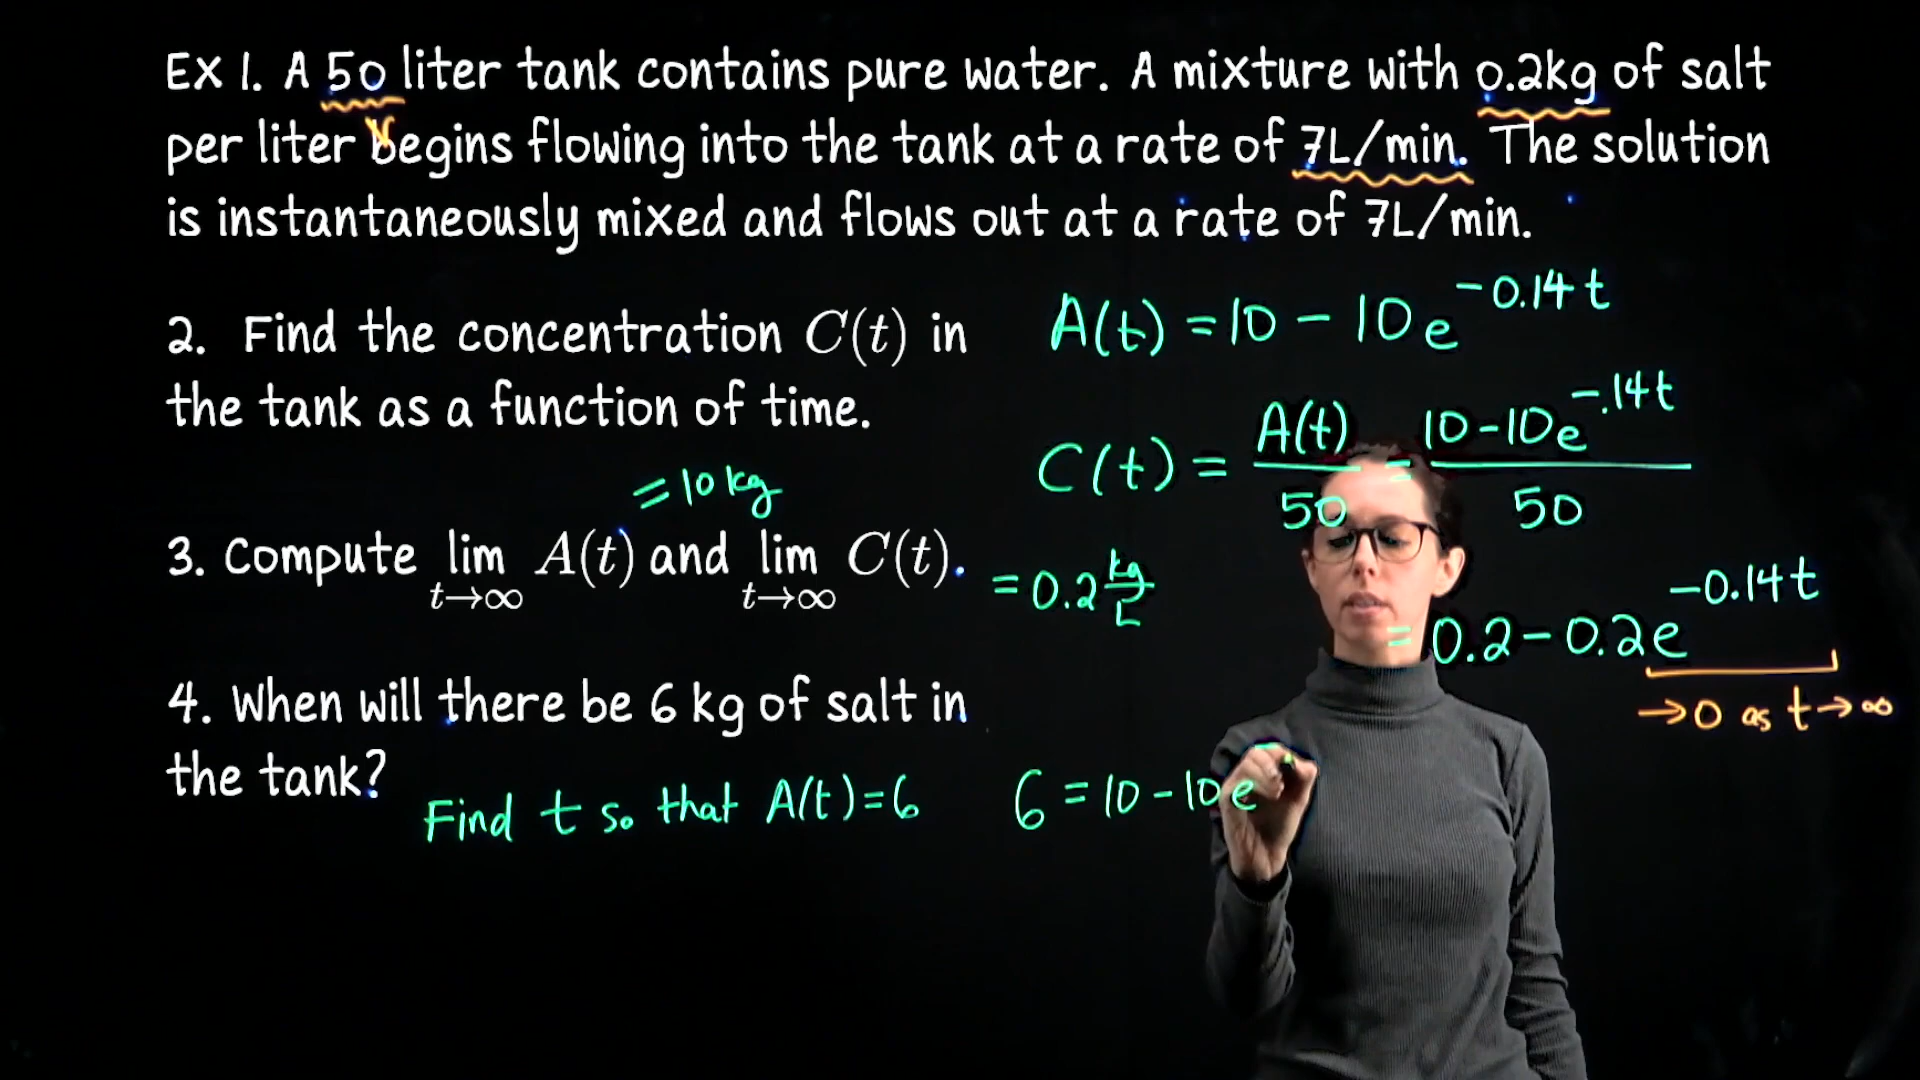 Ex 1. A 50 liter tank contains pure water. A mixture with 0.2kg of salt
per liter begins flowing into the tank at a rate of 7L/min. The solution
is instantaneously mixed and flows out at a rate of 7L/min.
2. Find the concentration C(t) in
the tank as a function of time.
= 10 kg
3. Compute lim t→∞ A(t) and lim t→∞ C(t). = 0.2 kg/L
4. When will there be 6 kg of salt in
the tank?
Find t so that A(t)=6
A(t) = 10 - 10e^-0.14t
C(t) = A(t)/50 = 10-10e^-.14t/50
= 0.2-0.2e^-0.14t
→0 as t→∞
6 = 10-10e